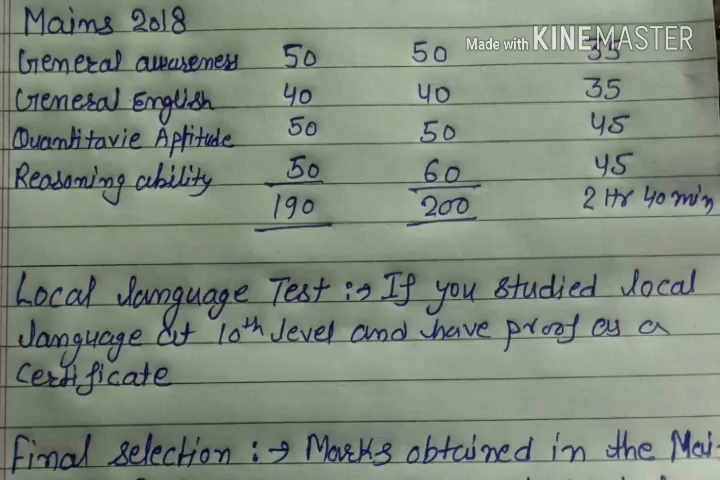 Mains 2018
General awareness 50 50 35
Made with KINEMASTER
General English 40 40 35
Quantitavie Aptitude 50 50 45
Reasoning ability 50 60 45
190 200 2 Hr 40 min
Local language Test :→ If you studied local
language at 10th level and have proof as a
certificate
Final selection :→ Marks obtained in the Mai-